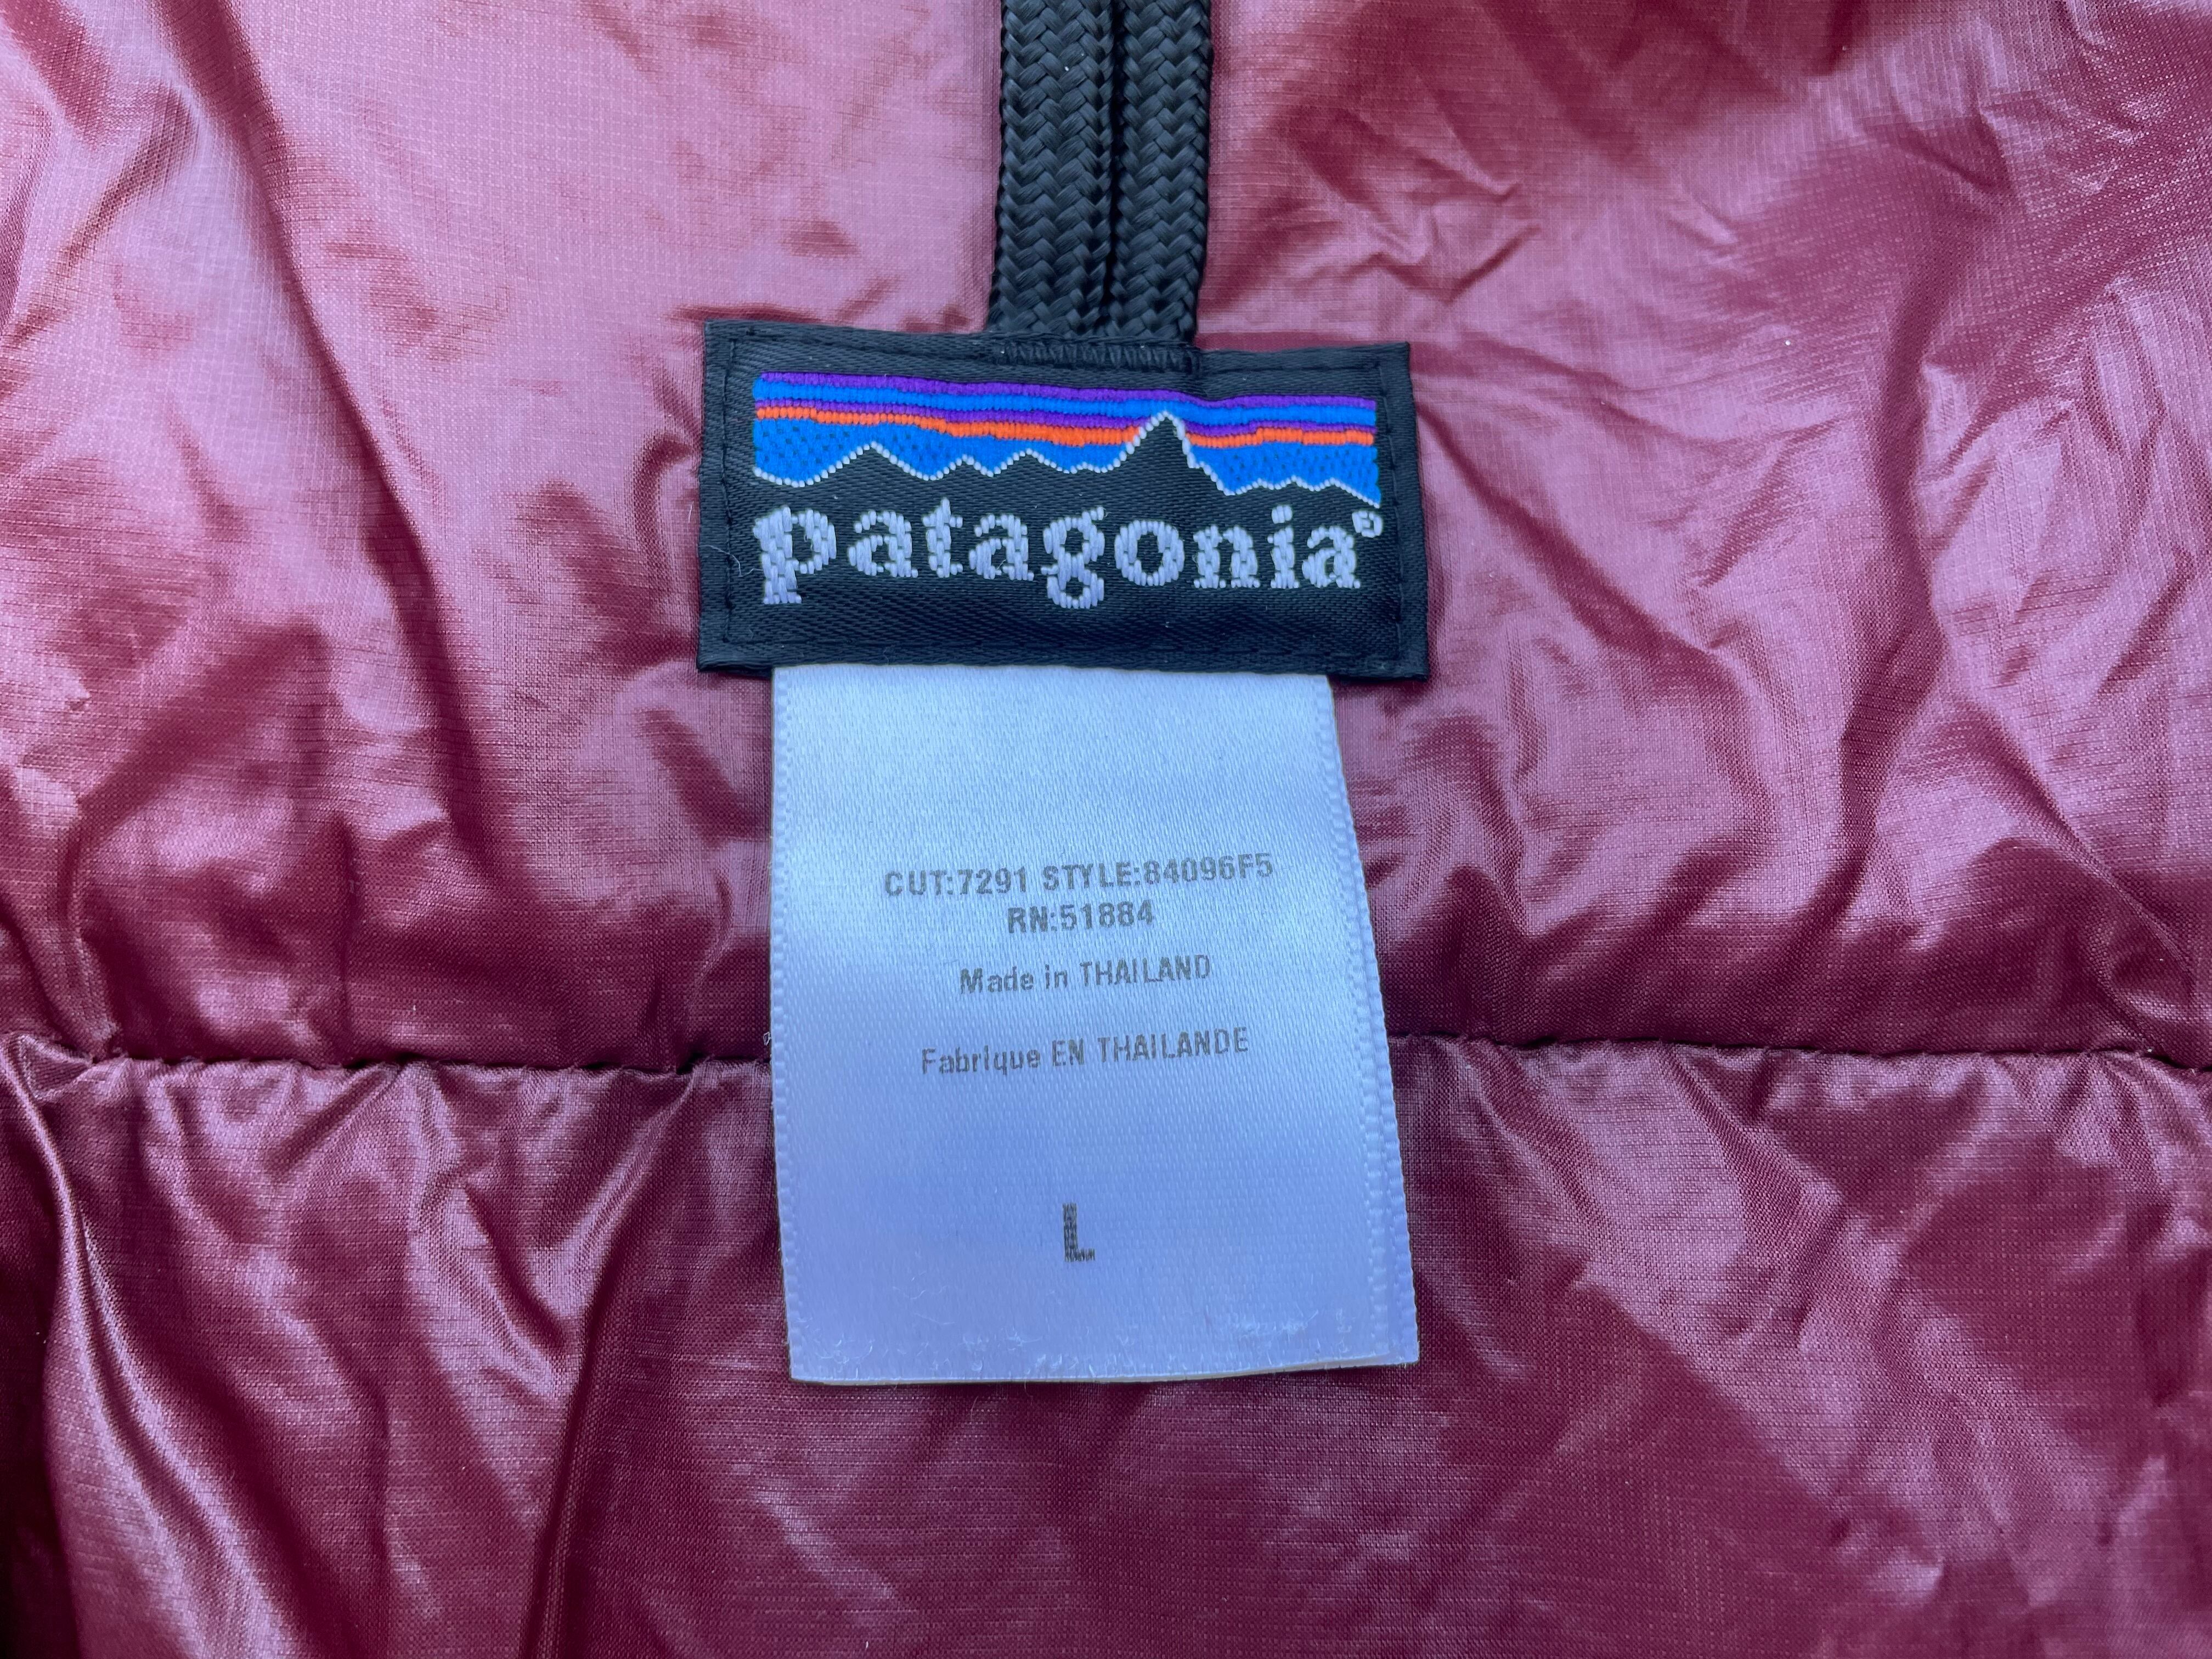 patagonia®
CUT:7291 STYLE:84096F5
RN:51884
Made in THAILAND
Fabrique EN THAILANDE
L